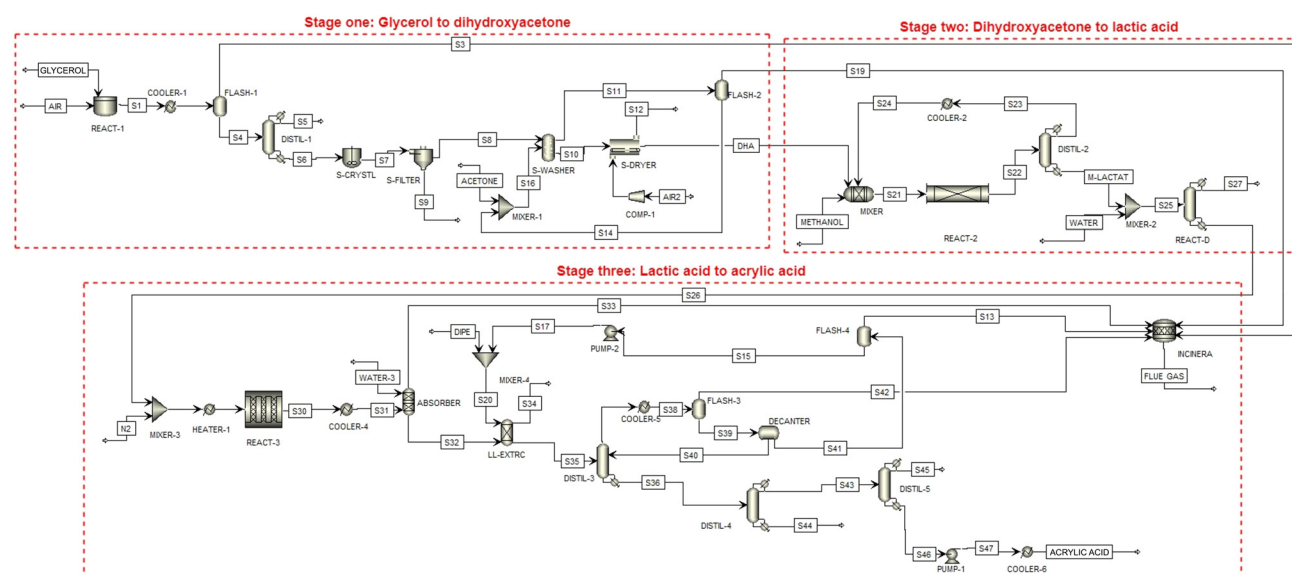 Stage one: Glycerol to dihydroxyacetone
Stage two: Dihydroxyacetone to lactic acid
S3
GLYCEROL
AIR
REACT-1
S1
COOLER-1
FLASH-1
S4
S5
DISTIL-1
S6
S-CRYSTL
S7
S-FILTER
S8
S9
ACETONE
S16
MIXER-1
S-WASHER
S10
S11
S12
S-DRYER
COMP-1
AIR2
S14
FLASH-2
DHA
S19
S24
COOLER-2
S23
DISTIL-2
S22
METHANOL
MIXER
S21
REACT-2
M-LACTAT
WATER
MIXER-2
S25
S27
REACT-D
Stage three: Lactic acid to acrylic acid
S26
S33
N2
MIXER-3
HEATER-1
REACT-3
S30
COOLER-4
S31
WATER-3
ABSORBER
S32
DIPE
S17
PUMP-2
S15
FLASH-4
S13
S20
MIXER-4
S34
LL-EXTRC
S35
DISTIL-3
COOLER-5
S38
FLASH-3
S42
S39
DECANTER
S40
S41
S36
DISTIL-4
S43
S44
S45
DISTIL-5
S46
PUMP-1
S47
COOLER-6
ACRYLIC ACID
INCINERA
FLUE GAS